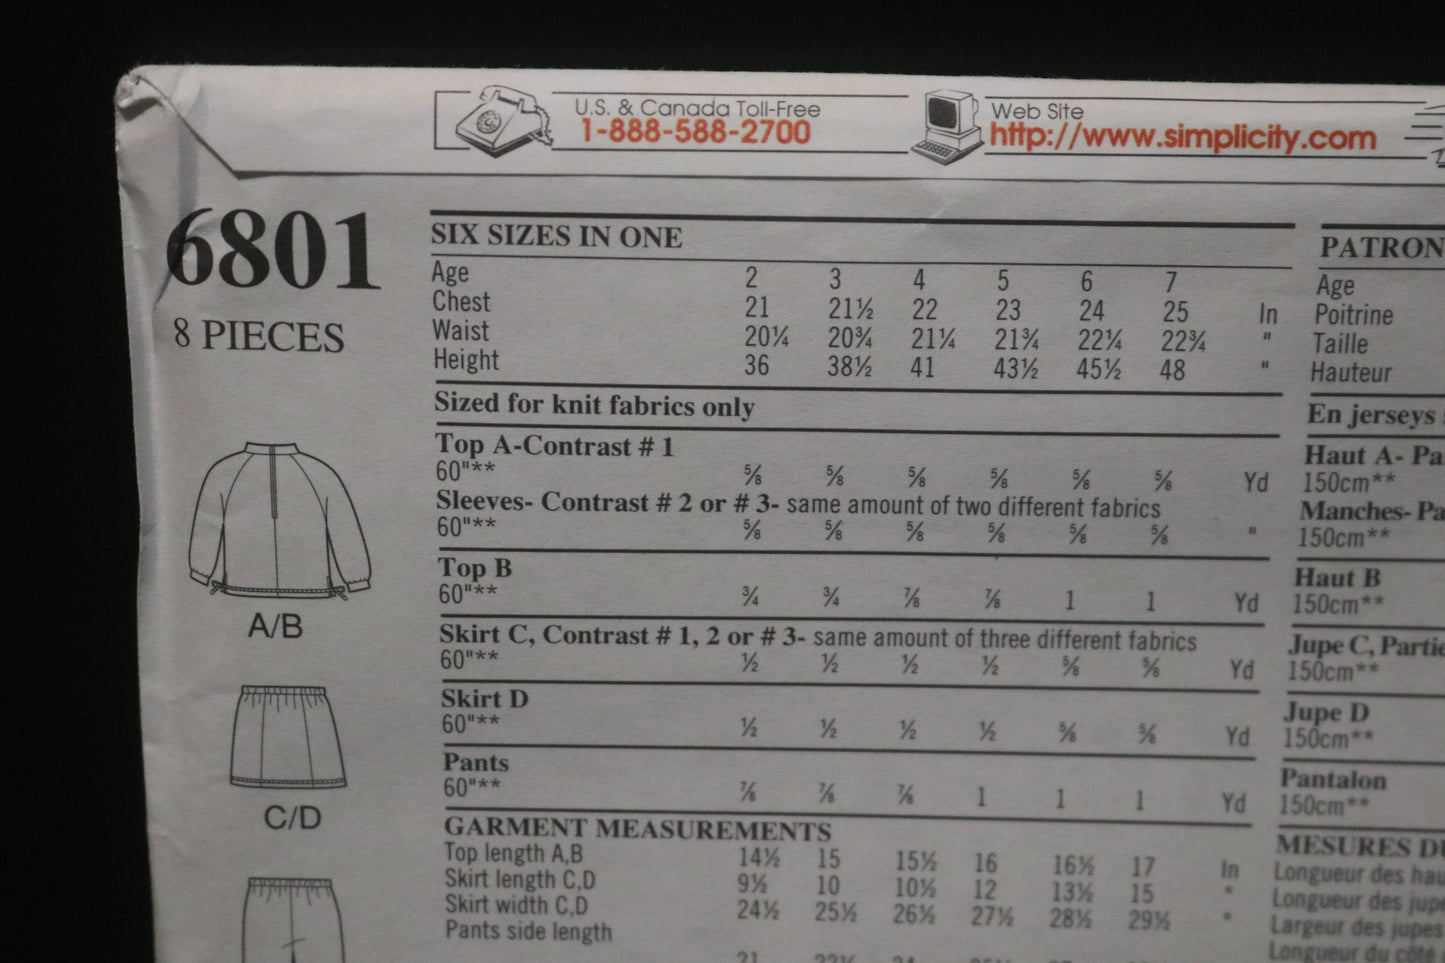 U.S. & Canada Toll-Free
1-888-588-2700
Web Site
http://www.simplicity.com
6801
8 PIECES
A/B
C/D
SIX SIZES IN ONE
Age 2 3 4 5 6 7
Chest 21 21½ 22 23 24 25 In
Waist 20¼ 20¾ 21¼ 21¾ 22¼ 22¾ "
Height 36 38½ 41 43½ 45½ 48 "
Sized for knit fabrics only
Top A-Contrast # 1
60"** ⅝ ⅝ ⅝ ⅝ ⅝ ⅝ Yd
Sleeves- Contrast # 2 or # 3- same amount of two different fabrics
60"** ⅝ ⅝ ⅝ ⅝ ⅝ ⅝ "
Top B
60"** ¾ ¾ ⅞ ⅞ 1 1 Yd
Skirt C, Contrast # 1, 2 or # 3- same amount of three different fabrics
60"** ½ ½ ½ ½ ⅝ ⅝ Yd
Skirt D
60"** ½ ½ ½ ½ ⅝ ⅝ Yd
Pants
60"** ⅞ ⅞ ⅞ 1 1 1 Yd
GARMENT MEASUREMENTS
Top length A,B 14½ 15 15½ 16 16½ 17 In
Skirt length C,D 9½ 10 10½ 12 13½ 15 "
Skirt width C,D 24½ 25½ 26½ 27½ 28½ 29½ "
Pants side length
21
PATRON
Age
Poitrine
Taille
Hauteur
En jerseys
Haut A- Pa
150cm**
Manches- Pa
150cm**
Haut B
150cm**
Jupe C, Partie
150cm**
Jupe D
150cm**
Pantalon
150cm**
MESURES D
Longueur des hau
Longueur des jupe
Largeur des jupes
Longueur du côté